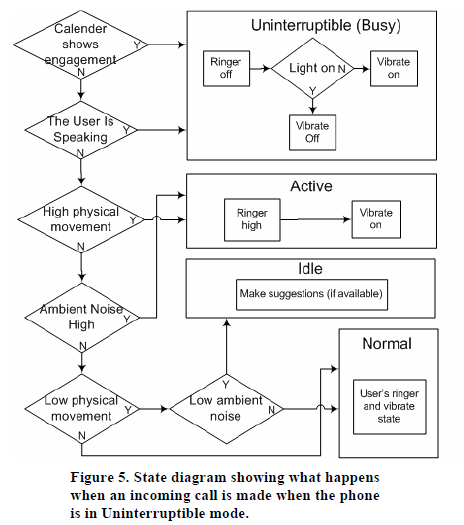 Calender
shows
engagement
Y
N
Uninterruptible (Busy)
Ringer
off
Light on
N
Y
Vibrate
on
Vibrate
Off
The User Is
Speaking
Y
N
High physical
movement
Y
N
Active
Ringer
high
Vibrate
on
Ambient Noise
High
Y
N
Idle
Make suggestions (if available)
Low physical
movement
Y
N
Low ambient
noise
Y
N
Normal
User's ringer
and vibrate
state
Figure 5. State diagram showing what happens
when an incoming call is made when the phone
is in Uninterruptible mode.